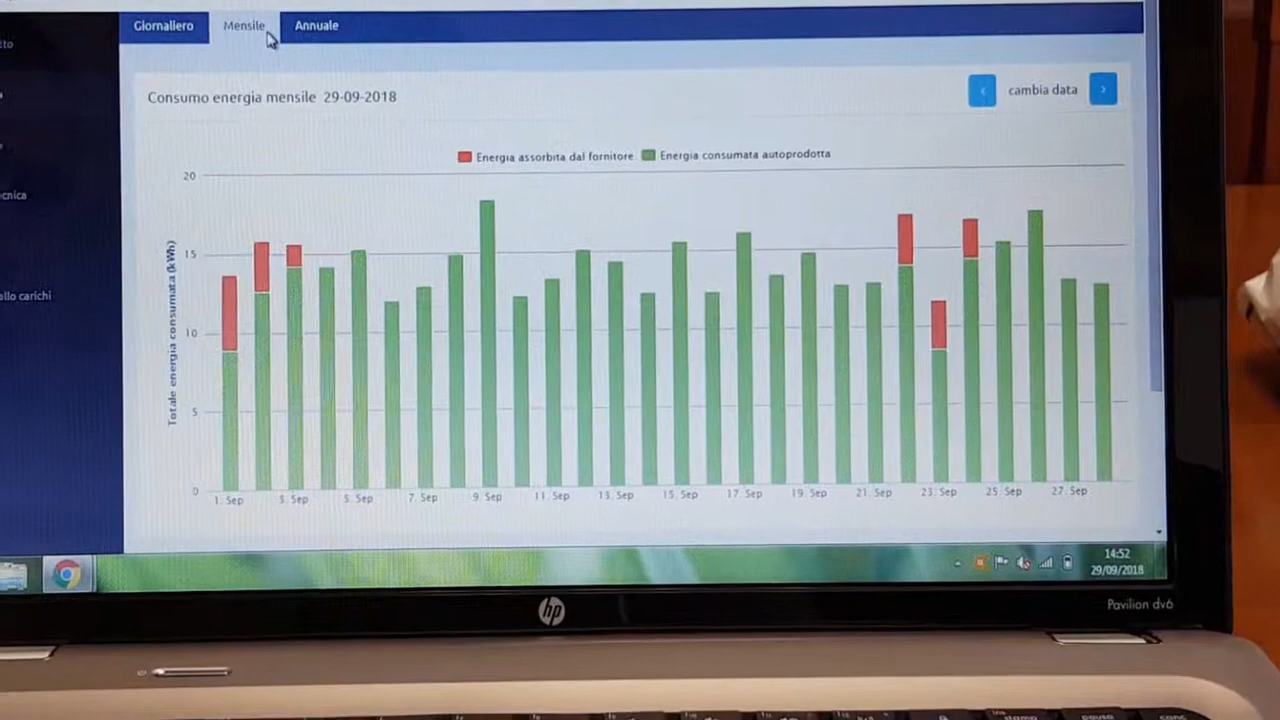 Giornaliero Mensile Annuale
tto
Consumo energia mensile 29-09-2018
cambia data
Energia assorbita dal fornitore Energia consumata autoprodotta
cnica
ollo carichi
Totale energia consumata (kWh)
20
15
10
5
0
1. Sep 3. Sep 5. Sep 7. Sep 9. Sep 11. Sep 13. Sep 15. Sep 17. Sep 19. Sep 21. Sep 23. Sep 25. Sep 27. Sep
14:52
29/09/2018
hp
Pavilion dv6